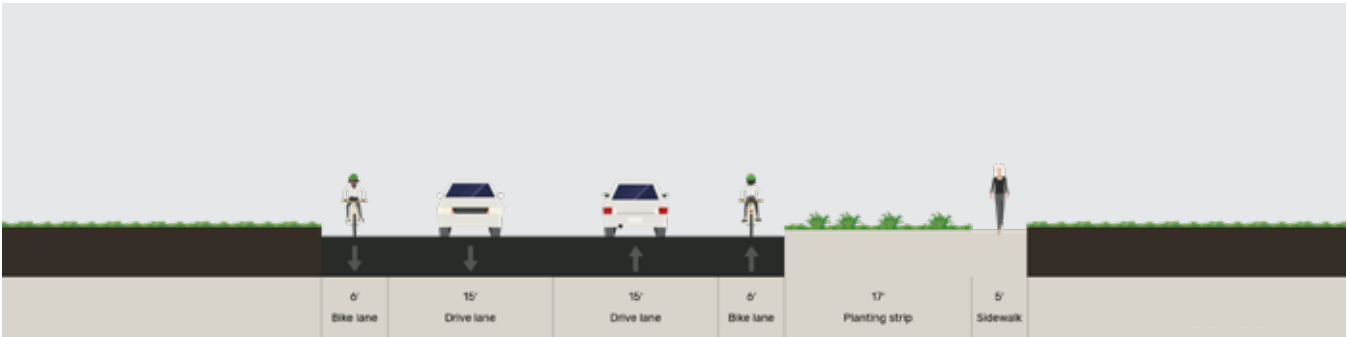 6' 15' 15' 6' 17' 5'
Bike lane Drive lane Drive lane Bike lane Planting strip Sidewalk